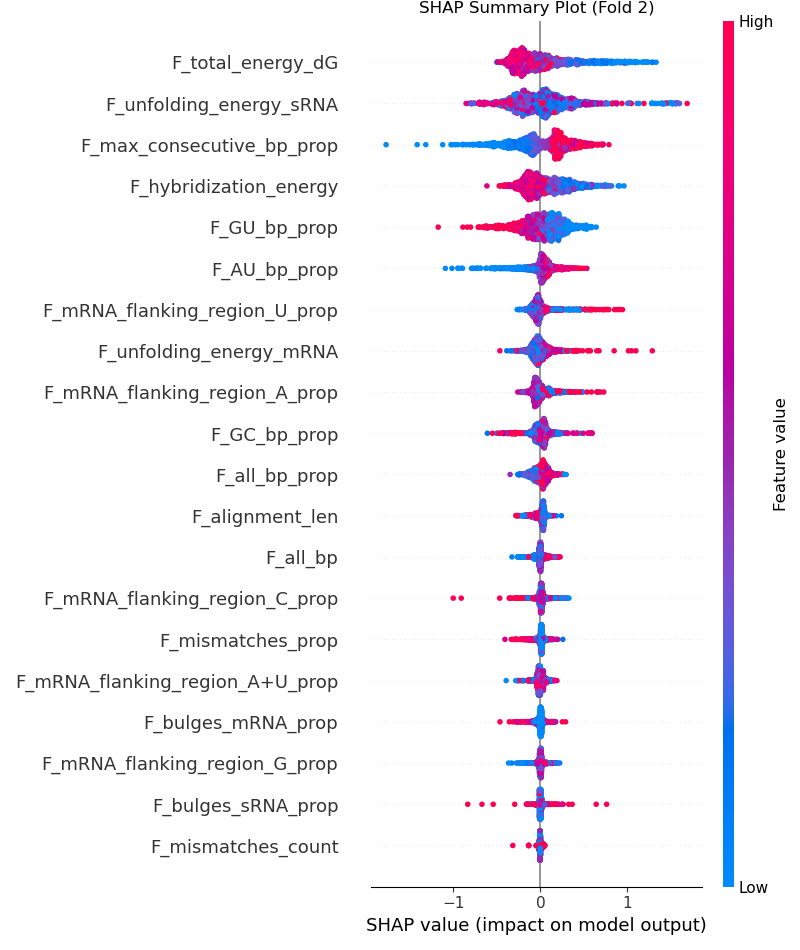 SHAP Summary Plot (Fold 2)
High
F_total_energy_dG
F_unfolding_energy_sRNA
F_max_consecutive_bp_prop
F_hybridization_energy
F_GU_bp_prop
F_AU_bp_prop
F_mRNA_flanking_region_U_prop
F_unfolding_energy_mRNA
F_mRNA_flanking_region_A_prop
F_GC_bp_prop
F_all_bp_prop
F_alignment_len
F_all_bp
F_mRNA_flanking_region_C_prop
F_mismatches_prop
F_mRNA_flanking_region_A+U_prop
F_bulges_mRNA_prop
F_mRNA_flanking_region_G_prop
F_bulges_sRNA_prop
F_mismatches_count
Feature value
Low
−1 0 1
SHAP value (impact on model output)